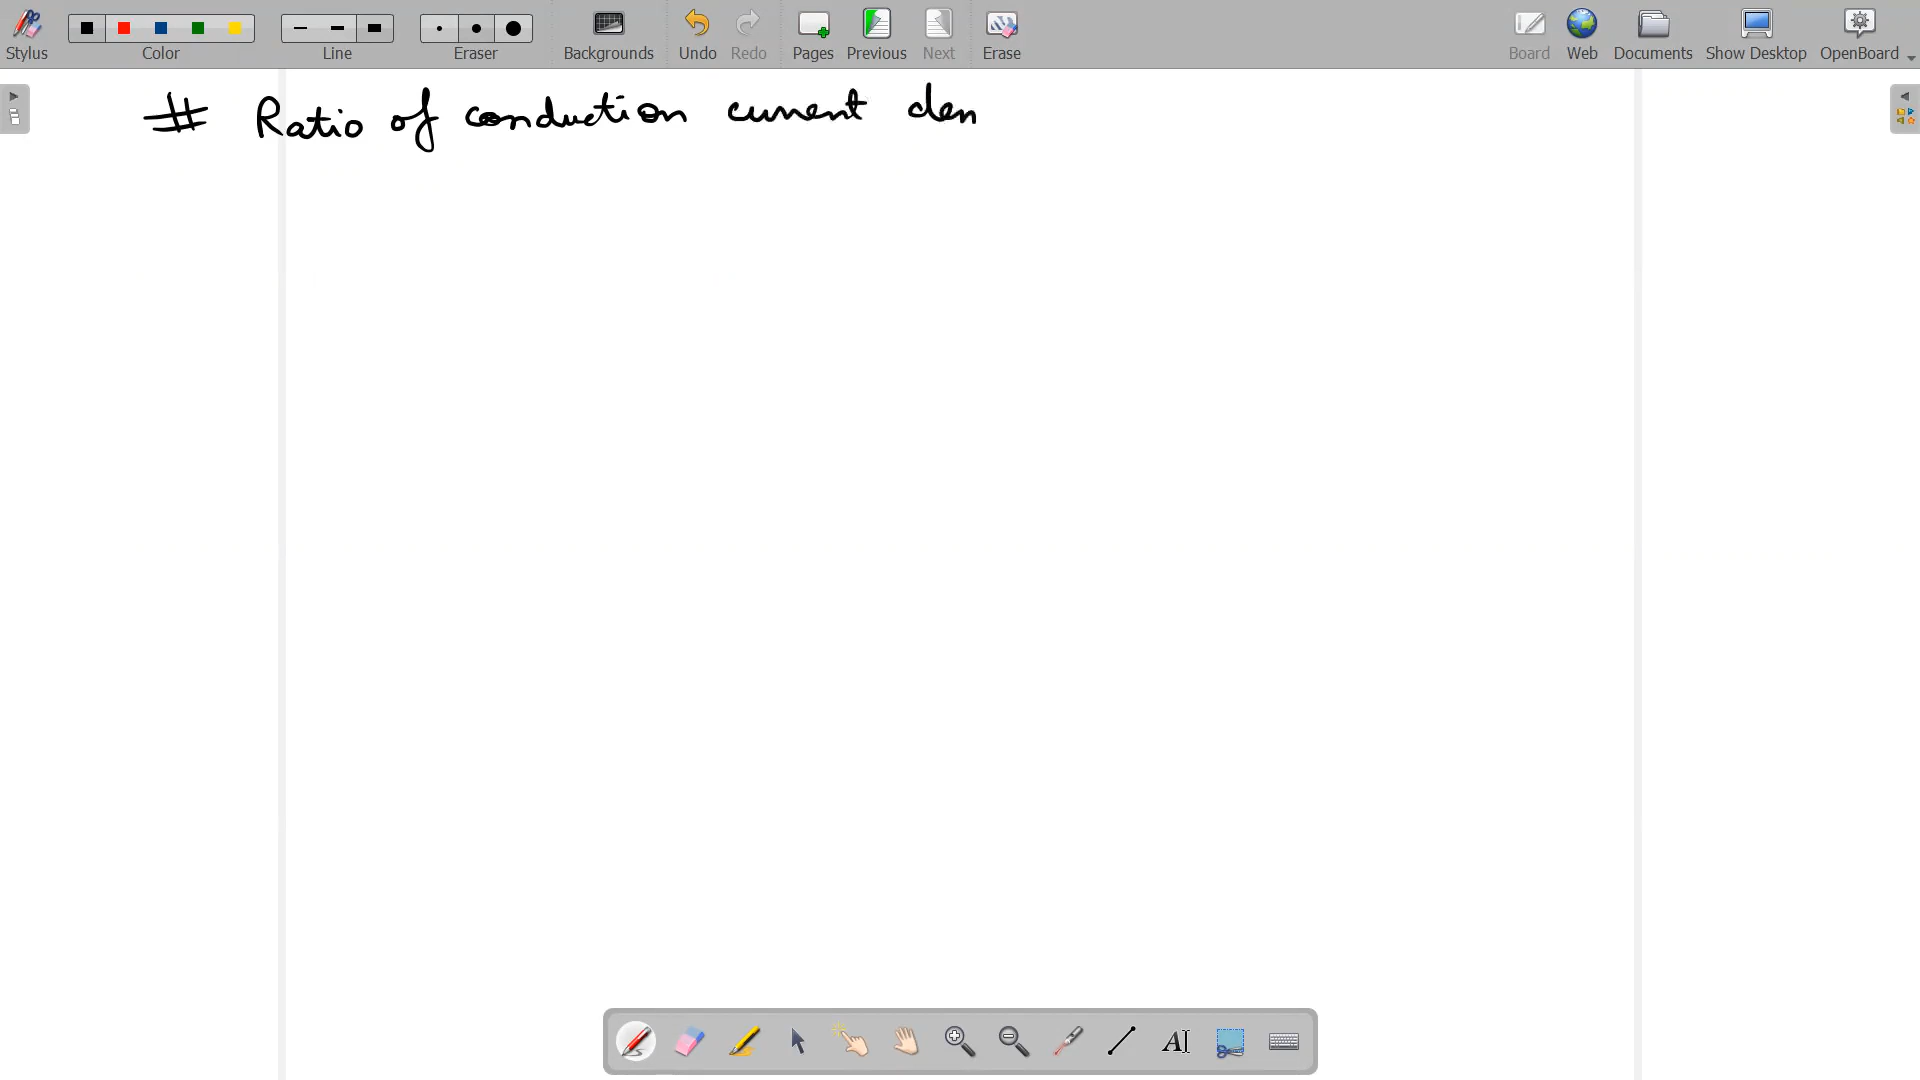 Stylus Color Line Eraser Backgrounds Undo Redo Pages Previous Next Erase Board Web Documents Show Desktop OpenBoard
# Ratio of conduction current den